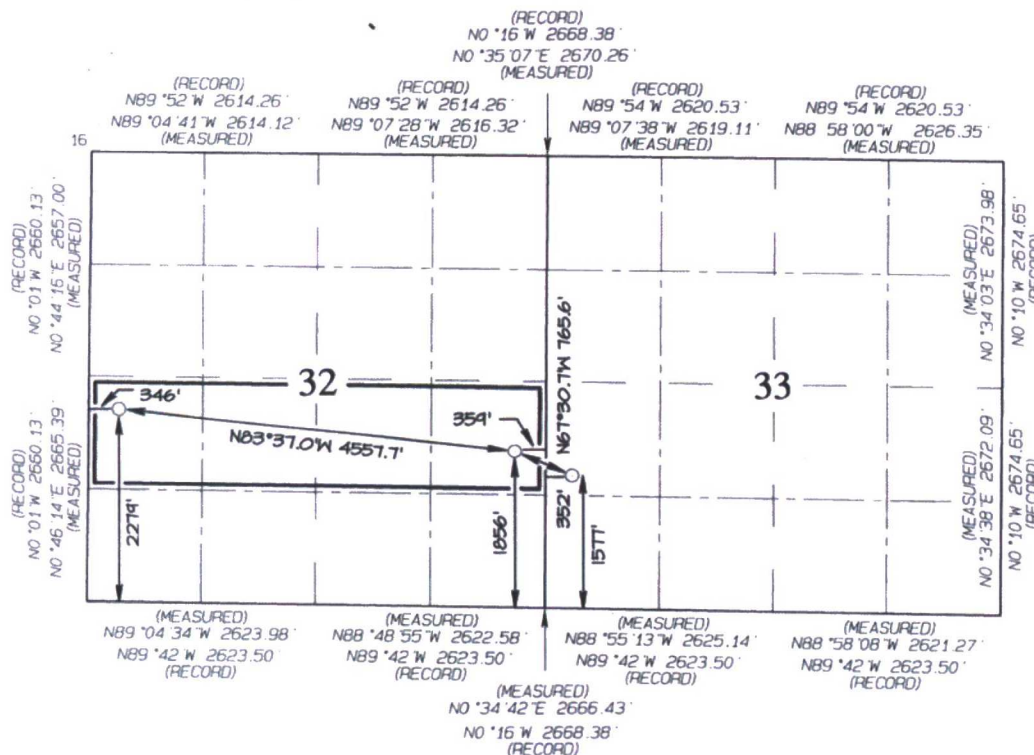 (RECORD)
N0 °16 'W 2668.38 '
N0 °35 '07 "E 2670.26 '
(MEASURED)
(RECORD)
N89 °52 'W 2614.26 '
N89 °04 '41 "W 2614.12 '
(MEASURED)
(RECORD)
N89 °52 'W 2614.26 '
N89 °07 '28 "W 2616.32 '
(MEASURED)
(RECORD)
N89 °54 'W 2620.53 '
N89 °07 '38 "W 2619.11 '
(MEASURED)
(RECORD)
N89 °54 'W 2620.53 '
N88 58 '00 "W 2626.35 '
(MEASURED)
16
(RECORD)
N0 °01 'W 2660.13 '
N0 °44 '16 "E 2657.00 '
(MEASURED)
(MEASURED)
N0 °34 '03 "E 2673.98 '
N0 °10 'W 2674.65 '
(RECORD)
32
33
346'
N83°37.0'W 4557.7'
359'
N67°30.7'W 765.6'
352'
2279'
1856'
1577'
(RECORD)
N0 °01 'W 2660.13 '
N0 °46 '14 "E 2665.39 '
(MEASURED)
(MEASURED)
N0 °34 '38 "E 2672.09 '
N0 °10 'W 2674.65 '
(RECORD)
(MEASURED)
N89 °04 '34 "W 2623.98 '
N89 °42 'W 2623.50 '
(RECORD)
(MEASURED)
N88 °48 '55 "W 2622.58 '
N89 °42 'W 2623.50 '
(RECORD)
(MEASURED)
N88 °55 '13 "W 2625.14 '
N89 °42 'W 2623.50 '
(RECORD)
(MEASURED)
N88 °58 '08 "W 2621.27 '
N89 °42 'W 2623.50 '
(RECORD)
(MEASURED)
N0 °34 '42 "E 2666.43 '
N0 °16 'W 2668.38 '
(RECORD)